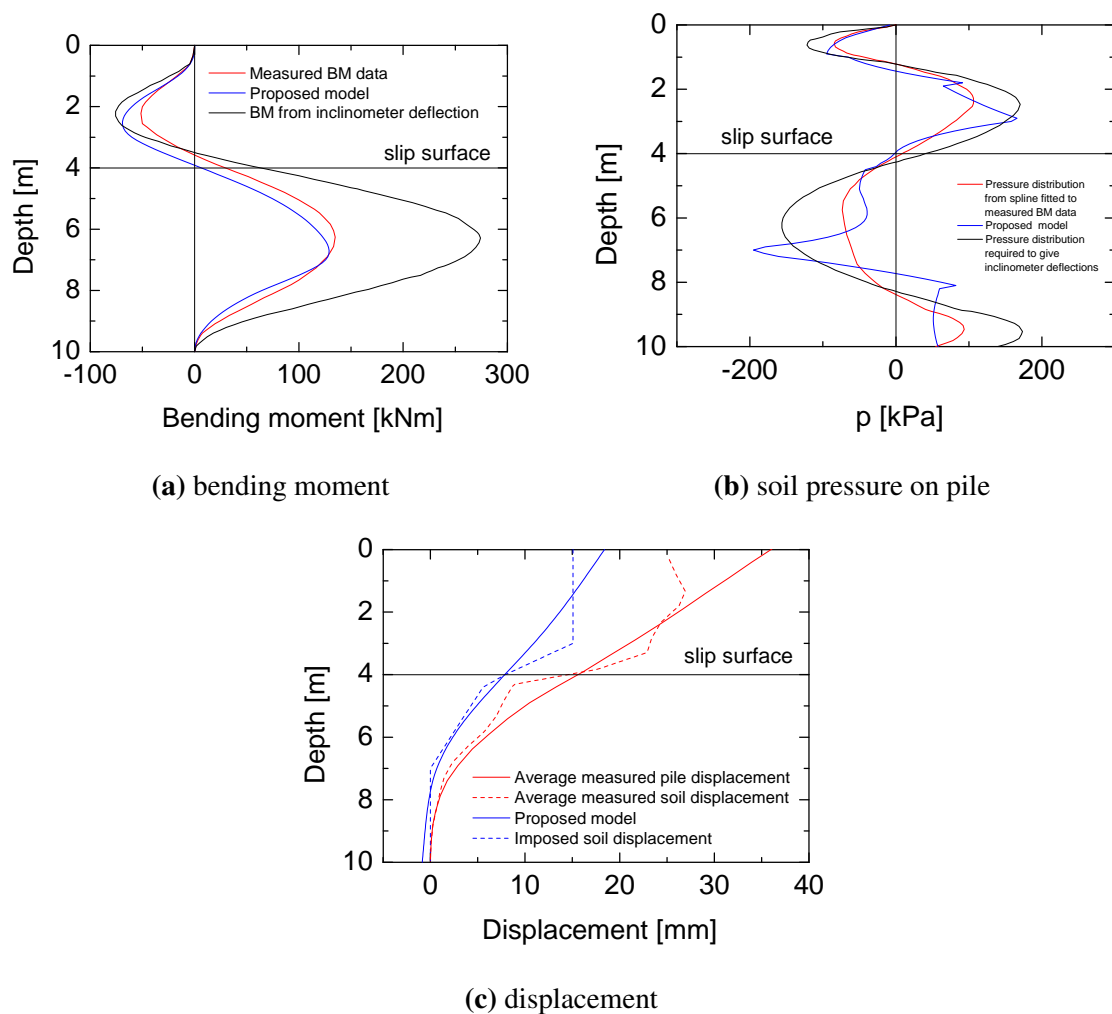 0
2
4
6
8
10
Depth [m]
-100
0
100
200
300
Bending moment [kNm]
Measured BM data
Proposed model
BM from inclinometer deflection
slip surface
(a) bending moment
0
2
4
6
8
10
Depth [m]
-200
0
200
p [kPa]
slip surface
Pressure distribution
from spline fitted to
measured BM data
Proposed model
Pressure distribution
required to give
inclinometer deflections
(b) soil pressure on pile
0
2
4
6
8
10
Depth [m]
0
10
20
30
40
Displacement [mm]
slip surface
Average measured pile displacement
Average measured soil displacement
Proposed model
Imposed soil displacement
(c) displacement